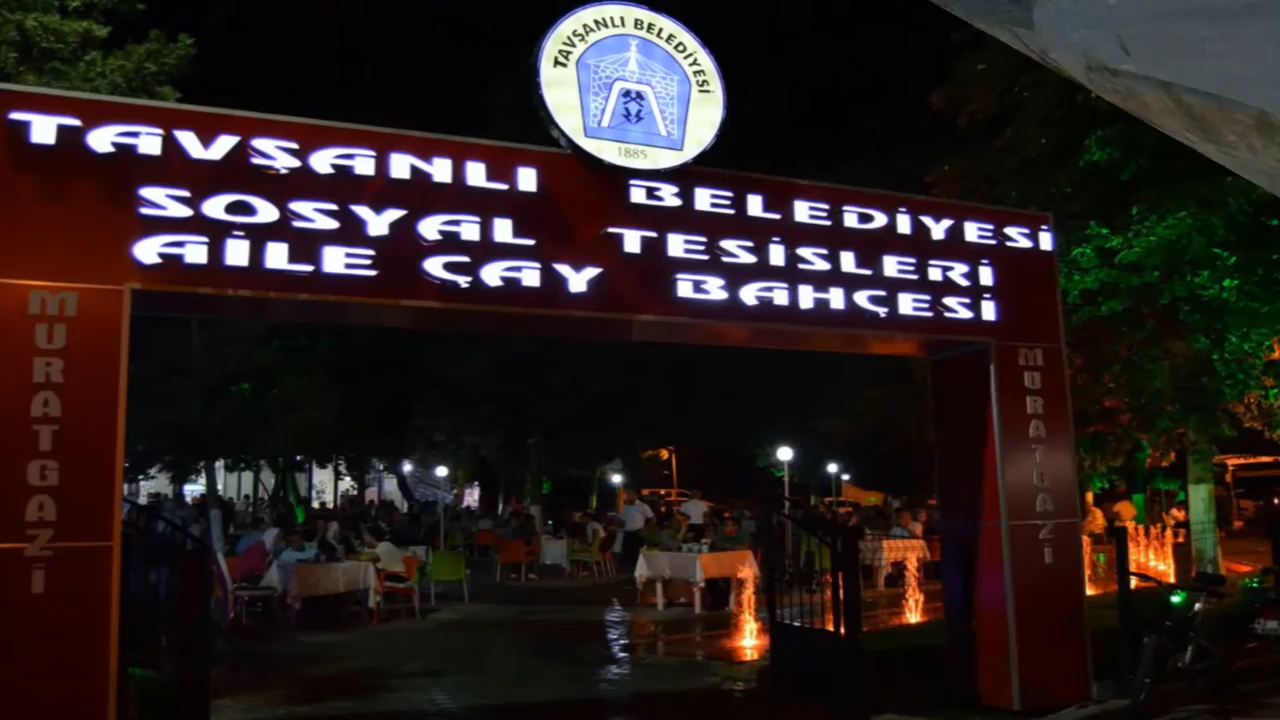 TAVŞANLI BELEDİYESİ
1885
TAVŞANLI BELEDİYESİ
SOSYAL TESİSLERİ
AİLE ÇAY BAHÇESİ
MURATGAZİ
MURATGAZİ